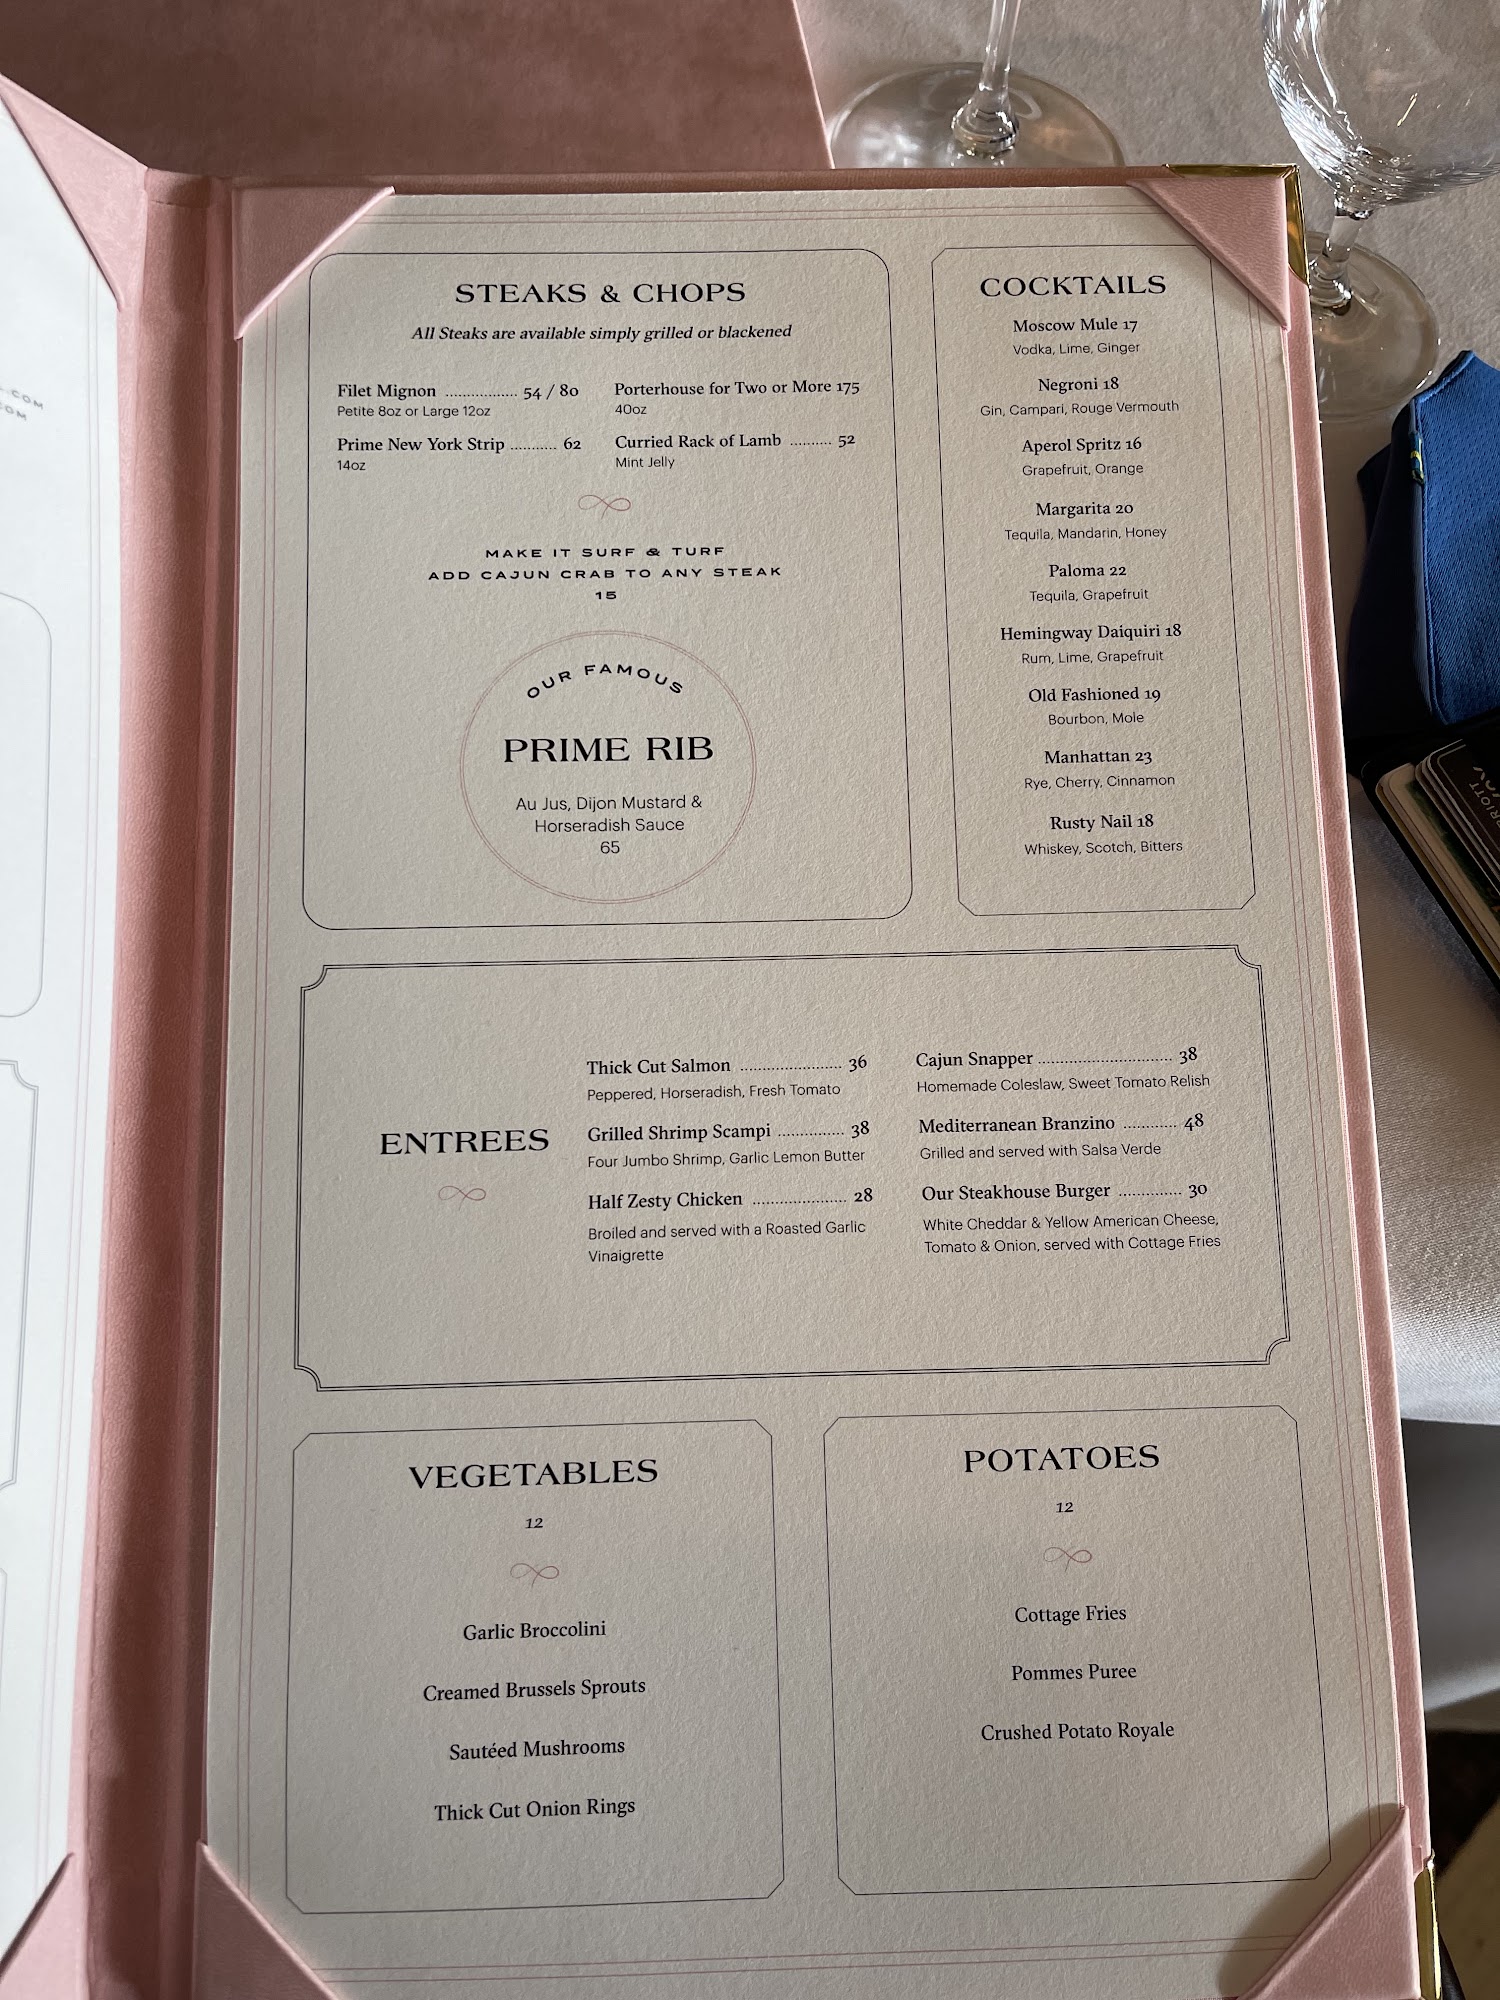 STEAKS & CHOPS
All Steaks are available simply grilled or blackened
Filet Mignon ................. 54 / 80
Petite 8oz or Large 12oz
Prime New York Strip ........... 62
14oz
Porterhouse for Two or More 175
40oz
Curried Rack of Lamb .......... 52
Mint Jelly
MAKE IT SURF & TURF
ADD CAJUN CRAB TO ANY STEAK
15
OUR FAMOUS
PRIME RIB
Au Jus, Dijon Mustard &
Horseradish Sauce
65
COCKTAILS
Moscow Mule 17
Vodka, Lime, Ginger
Negroni 18
Gin, Campari, Rouge Vermouth
Aperol Spritz 16
Grapefruit, Orange
Margarita 20
Tequila, Mandarin, Honey
Paloma 22
Tequila, Grapefruit
Hemingway Daiquiri 18
Rum, Lime, Grapefruit
Old Fashioned 19
Bourbon, Mole
Manhattan 23
Rye, Cherry, Cinnamon
Rusty Nail 18
Whiskey, Scotch, Bitters
ENTREES
Thick Cut Salmon ....................... 36
Peppered, Horseradish, Fresh Tomato
Grilled Shrimp Scampi ............... 38
Four Jumbo Shrimp, Garlic Lemon Butter
Half Zesty Chicken ..................... 28
Broiled and served with a Roasted Garlic
Vinaigrette
Cajun Snapper .............................. 38
Homemade Coleslaw, Sweet Tomato Relish
Mediterranean Branzino ............ 48
Grilled and served with Salsa Verde
Our Steakhouse Burger .............. 30
White Cheddar & Yellow American Cheese,
Tomato & Onion, served with Cottage Fries
VEGETABLES
12
Garlic Broccolini
Creamed Brussels Sprouts
Sautéed Mushrooms
Thick Cut Onion Rings
POTATOES
12
Cottage Fries
Pommes Puree
Crushed Potato Royale